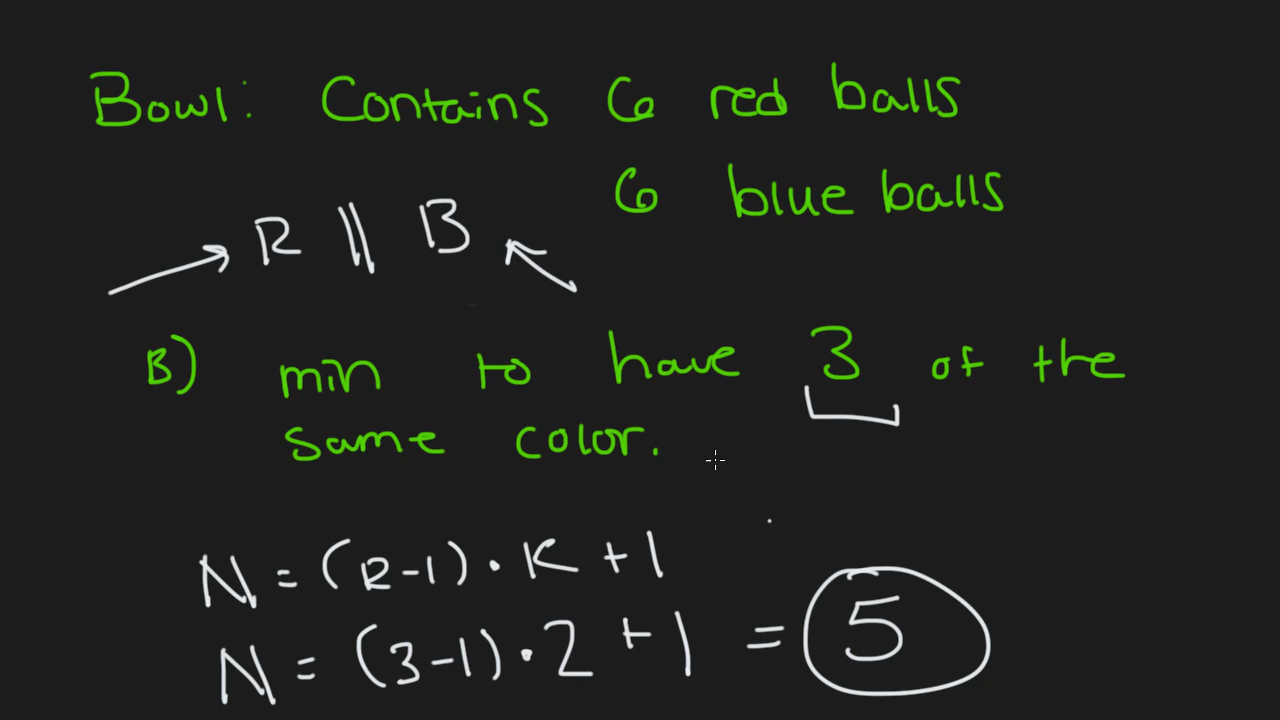 Bowl: Contains 6 red balls
6 blue balls
R || B
B) min to have 3 of the
same color.
N = (R-1) · K + 1
N = (3-1) · 2 + 1 = 5